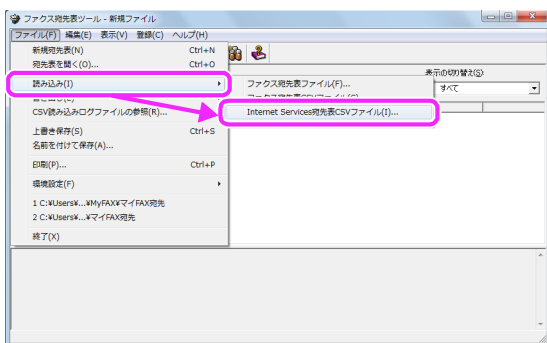 ファクス宛先表ツール - 新規ファイル
ファイル(F) 編集(E) 表示(V) 登録(C) ヘルプ(H)
新規宛先表(N) Ctrl+N
宛先表を開く(O)... Ctrl+O
表示の切り替え(S):
読み込み(I)
ファクス宛先表ファイル(F)...
すべて
Internet Services宛先表CSVファイル(I)...
CSV読み込みログファイルの参照(R)...
上書き保存(S) Ctrl+S
名前を付けて保存(A)...
印刷(P)... Ctrl+P
環境設定(F)
1 C:¥Users¥...¥MyFAX¥マイFAX宛先
2 C:¥Users¥...¥マイFAX宛先
終了(X)